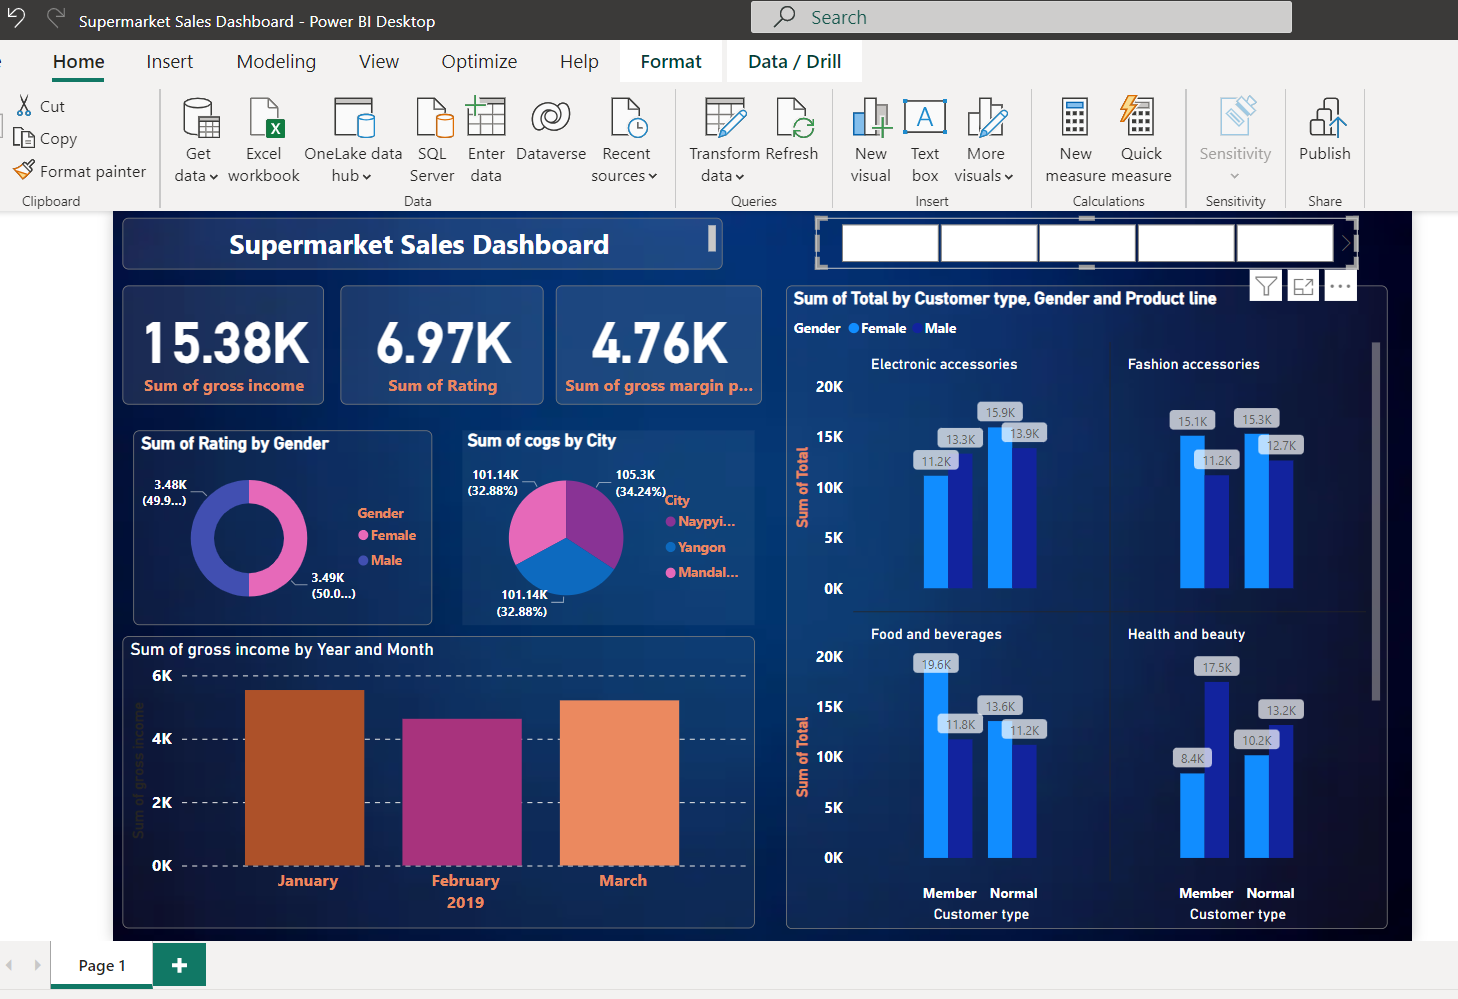 Supermarket Sales Dashboard - Power BI Desktop
Search
Home Insert Modeling View Optimize Help Format Data / Drill
Cut
Copy
Format painter
Clipboard
Get data
Excel workbook
OneLake data hub
SQL Server
Enter data
Dataverse
Recent sources
Data
Transform data
Refresh
Queries
New visual
Text box
More visuals
Insert
New measure
Quick measure
Calculations
Sensitivity
Sensitivity
Publish
Share
Supermarket Sales Dashboard
15.38K
Sum of gross income
6.97K
Sum of Rating
4.76K
Sum of gross margin p...
Sum of Rating by Gender
3.48K
(49.9...)
3.49K
(50.0...)
Gender
Female
Male
Sum of cogs by City
101.14K
(32.88%)
105.3K
(34.24%)
101.14K
(32.88%)
City
Naypyi...
Yangon
Mandal...
Sum of gross income by Year and Month
Sum of gross income
6K
4K
2K
0K
January February March
2019
Sum of Total by Customer type, Gender and Product line
Gender Female Male
Electronic accessories
Sum of Total
20K
15K
10K
5K
0K
11.2K
13.3K
15.9K
13.9K
Fashion accessories
15.1K
11.2K
15.3K
12.7K
Food and beverages
Sum of Total
20K
15K
10K
5K
0K
19.6K
11.8K
13.6K
11.2K
Member Normal
Customer type
Health and beauty
8.4K
17.5K
10.2K
13.2K
Member Normal
Customer type
Page 1